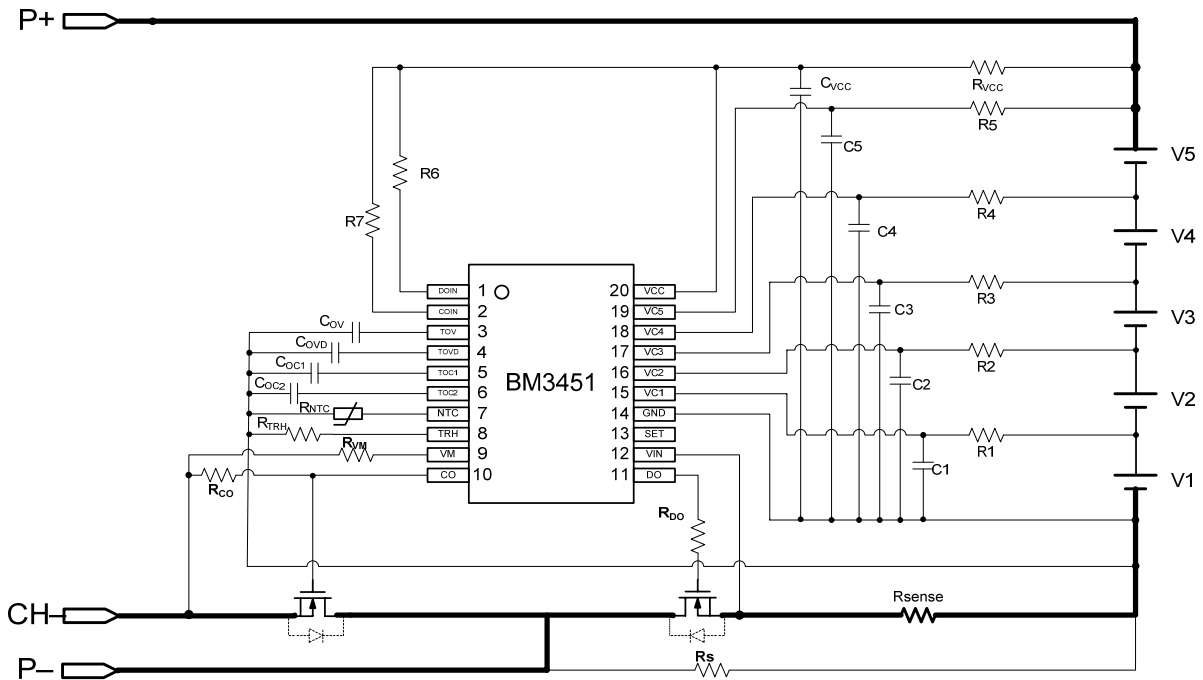 P+
C_VCC
R_VCC
R5
C5
V5
R6
R4
R7
C4
V4
R3
C3
V3
DOIN 1 20 VCC
COIN 2 19 VC5
C_OV
TOV 3 18 VC4
C_OVD
TOVD 4 17 VC3
R2
C_OC1
TOC1 5 16 VC2
BM3451
C2
C_OC2
TOC2 6 15 VC1
V2
R_NTC
NTC 7 14 GND
R_TRH
TRH 8 13 SET
R_VM
VM 9 12 VIN
R1
C1
CO 10 11 DO
V1
R_CO
R_DO
Rsense
CH–
Rs
P–